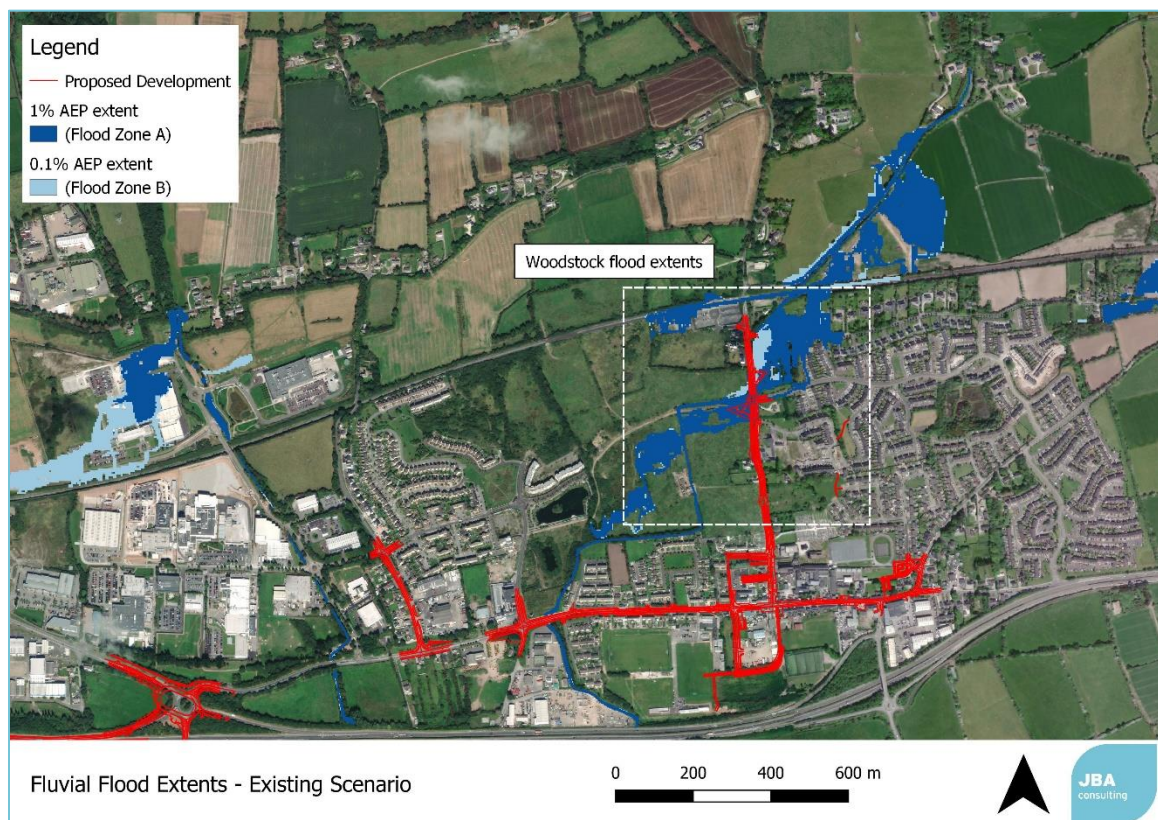 Legend
Proposed Development
1% AEP extent
(Flood Zone A)
0.1% AEP extent
(Flood Zone B)
Woodstock flood extents
Fluvial Flood Extents - Existing Scenario
0 200 400 600 m
JBA
consulting